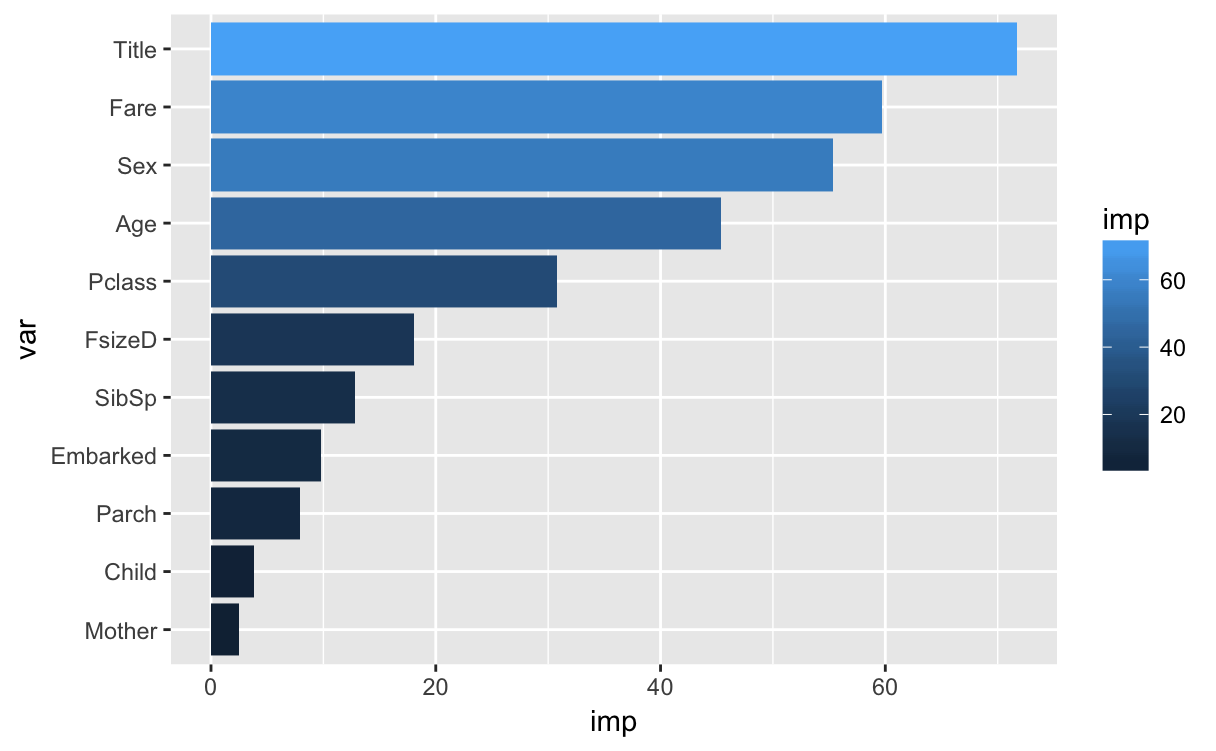 Title
Fare
Sex
Age
Pclass
FsizeD
SibSp
Embarked
Parch
Child
Mother
var
0 20 40 60
imp
imp
60
40
20